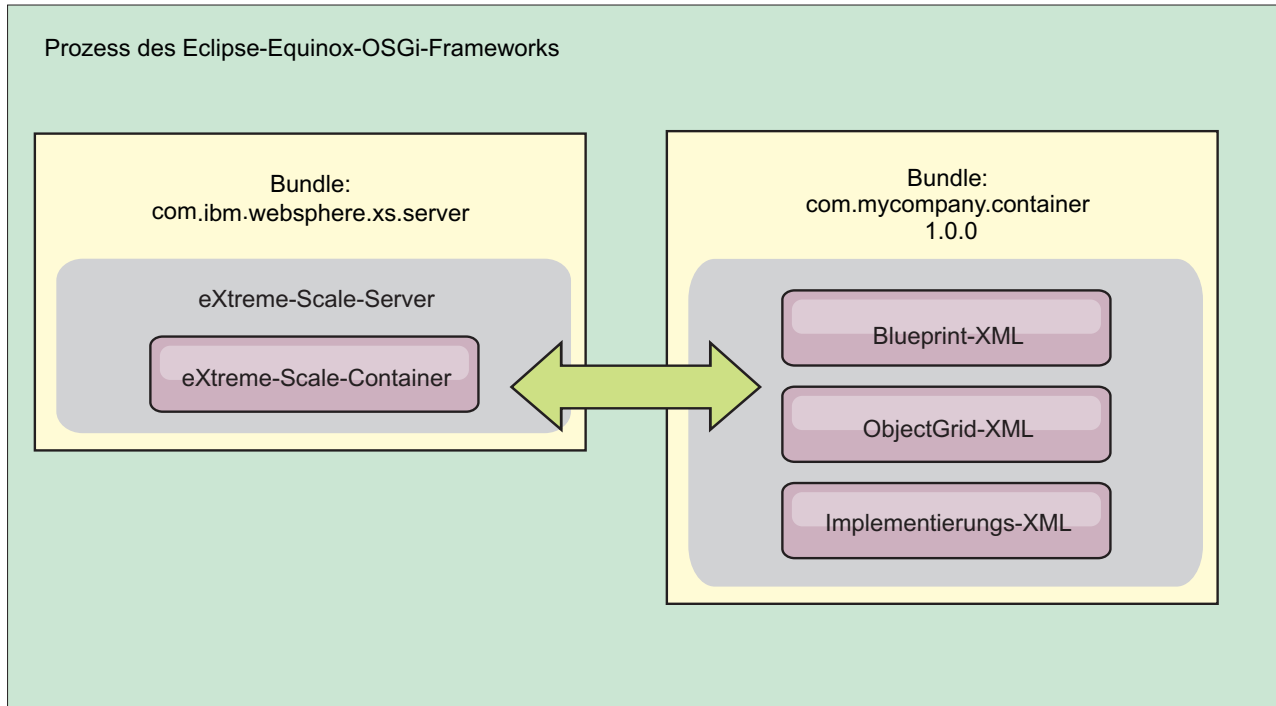 Prozess des Eclipse-Equinox-OSGi-Frameworks
Bundle:
com.ibm.websphere.xs.server
eXtreme-Scale-Server
eXtreme-Scale-Container
Bundle:
com.mycompany.container
1.0.0
Blueprint-XML
ObjectGrid-XML
Implementierungs-XML